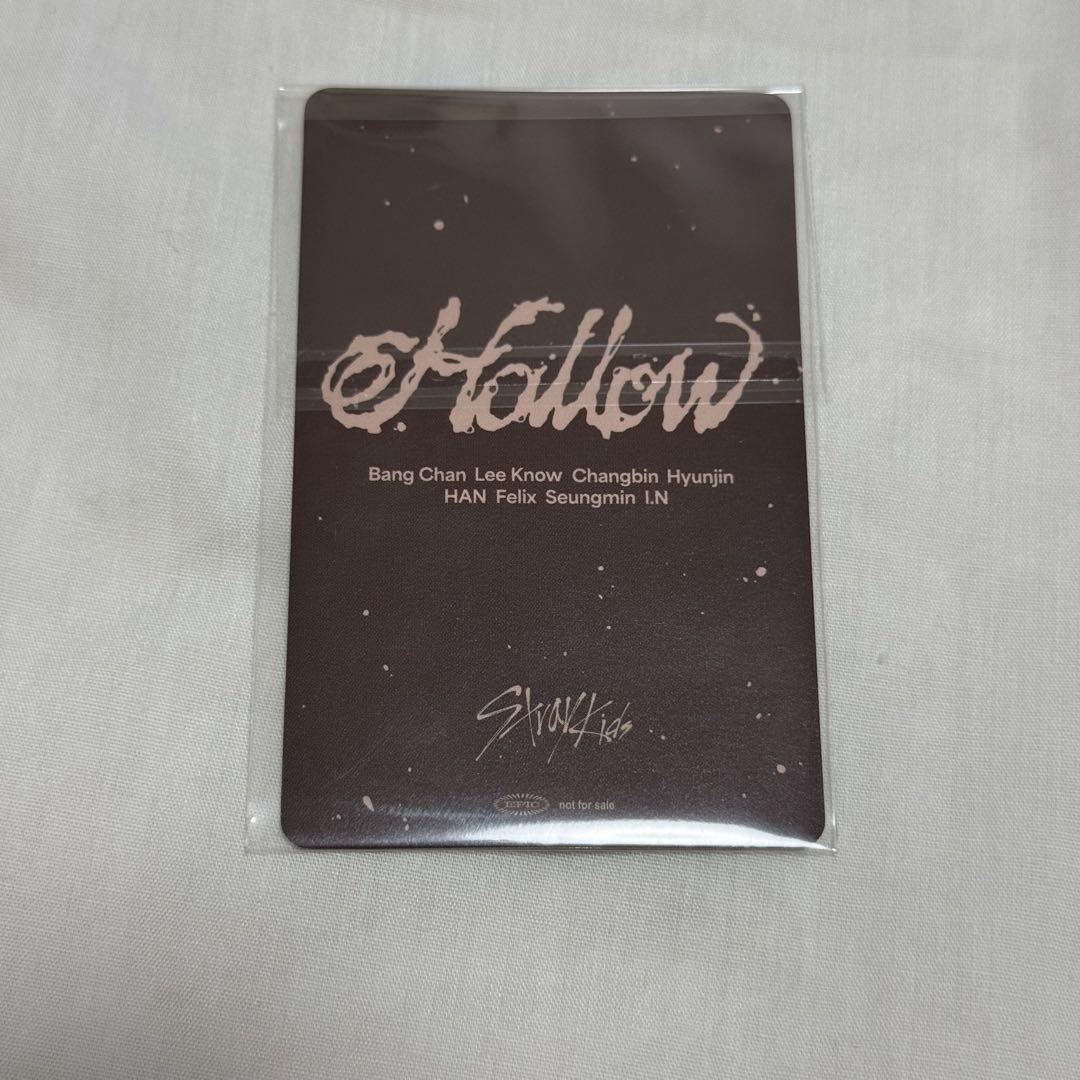 Hollow
Bang Chan Lee Know Changbin Hyunjin
HAN Felix Seungmin I.N
Stray Kids
EPIC not for sale